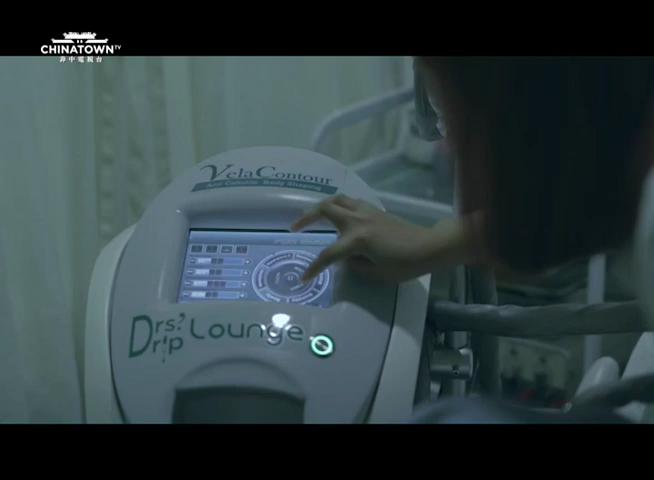 CHINATOWN TV
菲中電視台
VelaContour
Anti Cellulite Body Shaping
Drs? Lounge
Drip